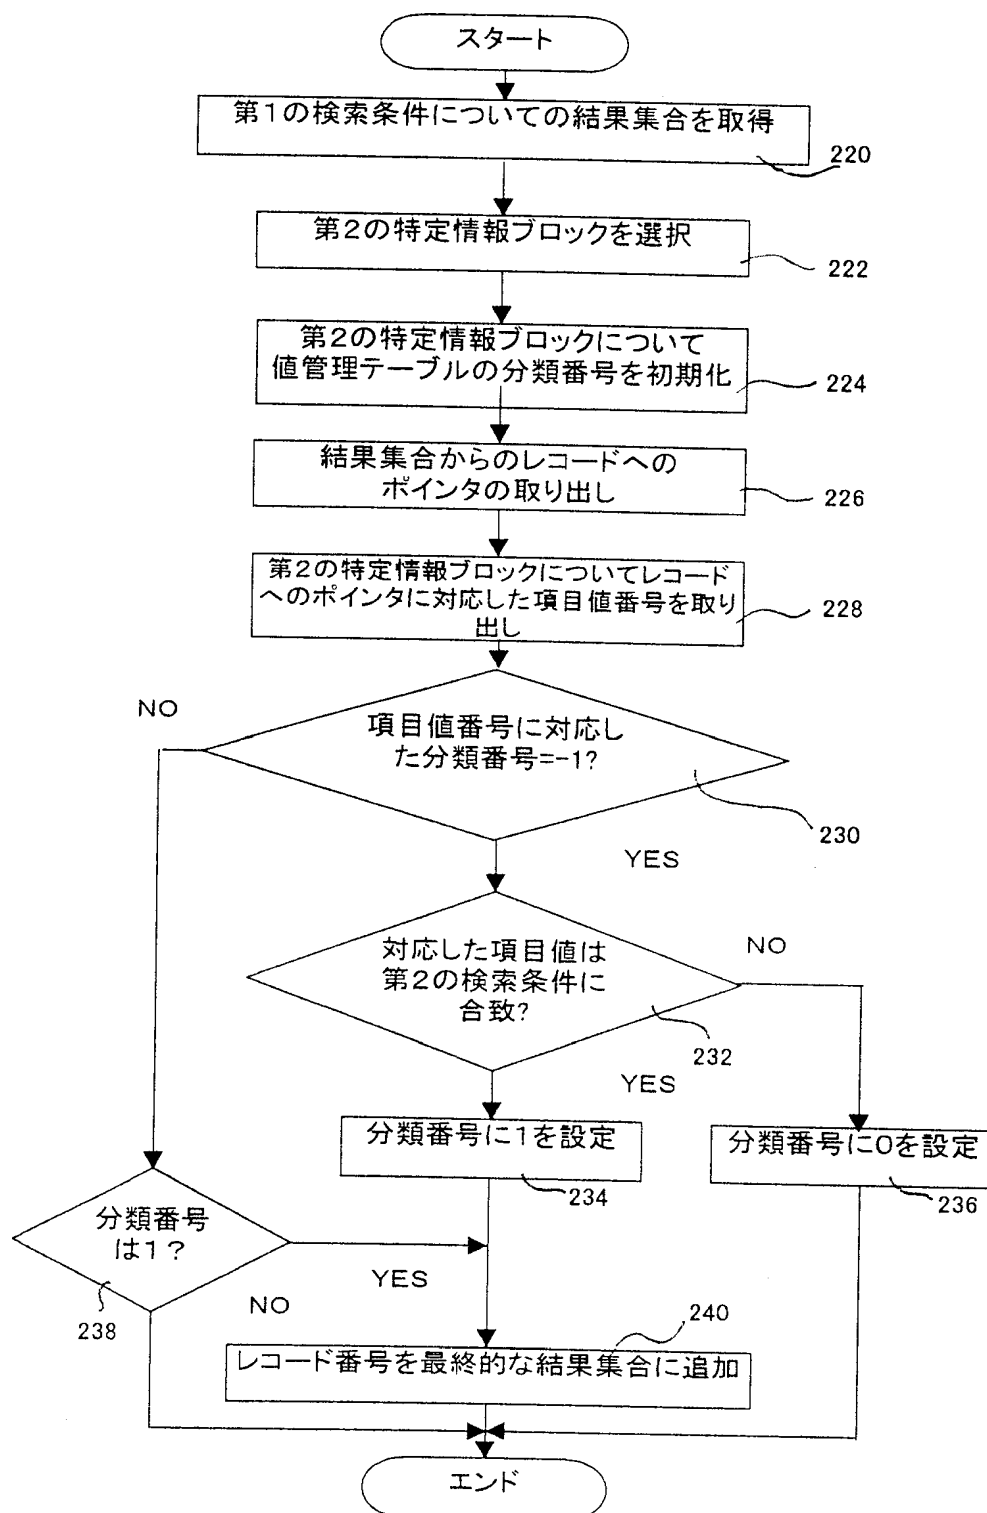 スタート
第1の検索条件についての結果集合を取得
220
第2の特定情報ブロックを選択
222
第2の特定情報ブロックについて
値管理テーブルの分類番号を初期化
224
結果集合からのレコードへの
ポインタの取り出し
226
第2の特定情報ブロックについてレコード
へのポインタに対応した項目値番号を取り
出し
228
NO
項目値番号に対応し
た分類番号=-1?
230
YES
対応した項目値は
第2の検索条件に
合致?
NO
232
YES
分類番号に1を設定
234
分類番号に0を設定
236
分類番号
は1?
238
YES
NO
240
レコード番号を最終的な結果集合に追加
エンド